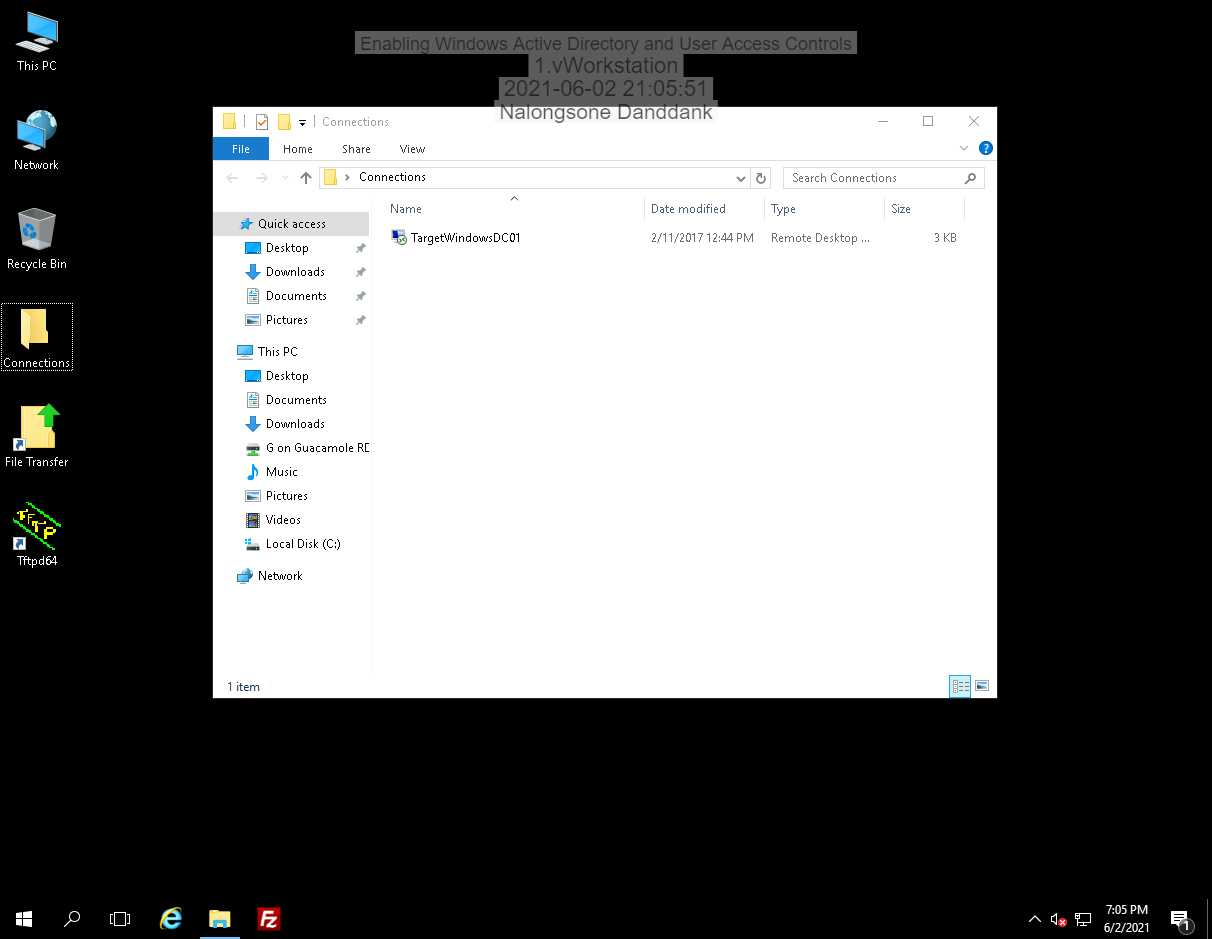 Enabling Windows Active Directory and User Access Controls
1.vWorkstation
2021-06-02 21:05:51
Nalongsone Danddank
This PC
Network
Recycle Bin
Connections
File Transfer
TFTP
Tftpd64
Connections
File Home Share View
?
Connections
Search Connections
Name Date modified Type Size
TargetWindowsDC01 2/11/2017 12:44 PM Remote Desktop ... 3 KB
Quick access
Desktop
Downloads
Documents
Pictures
This PC
Desktop
Documents
Downloads
G on Guacamole RD
Music
Pictures
Videos
Local Disk (C:)
Network
1 item
Fz
7:05 PM
6/2/2021
1